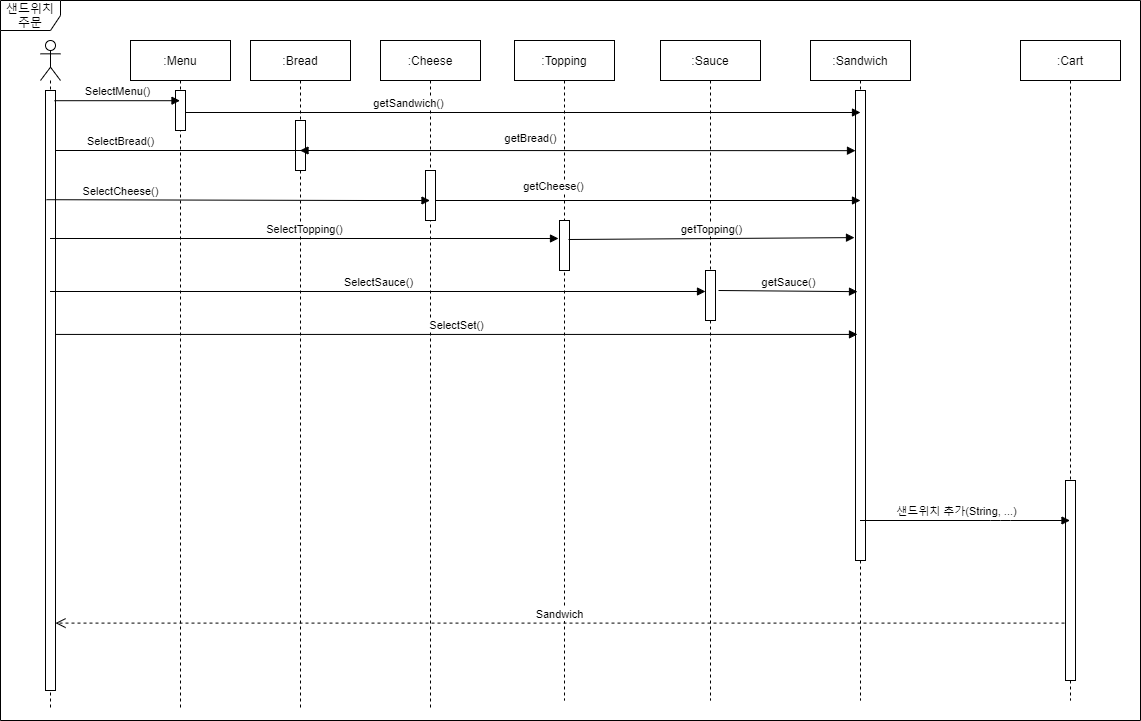 샌드위치
주문
:Menu
:Bread
:Cheese
:Topping
:Sauce
:Sandwich
:Cart
SelectMenu()
getSandwich()
SelectBread()
getBread()
SelectCheese()
getCheese()
SelectTopping()
getTopping()
SelectSauce()
getSauce()
SelectSet()
샌드위치 추가(String, ...)
Sandwich